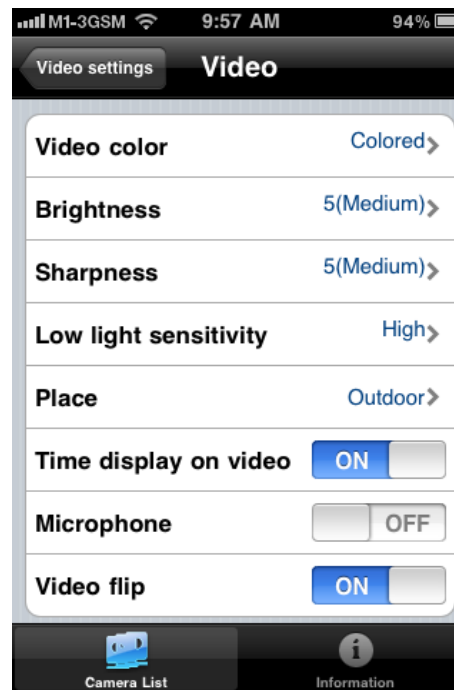 M1-3GSM 9:57 AM 94%
Video settings Video
Video color Colored
Brightness 5(Medium)
Sharpness 5(Medium)
Low light sensitivity High
Place Outdoor
Time display on video ON
Microphone OFF
Video flip ON
Camera List Information